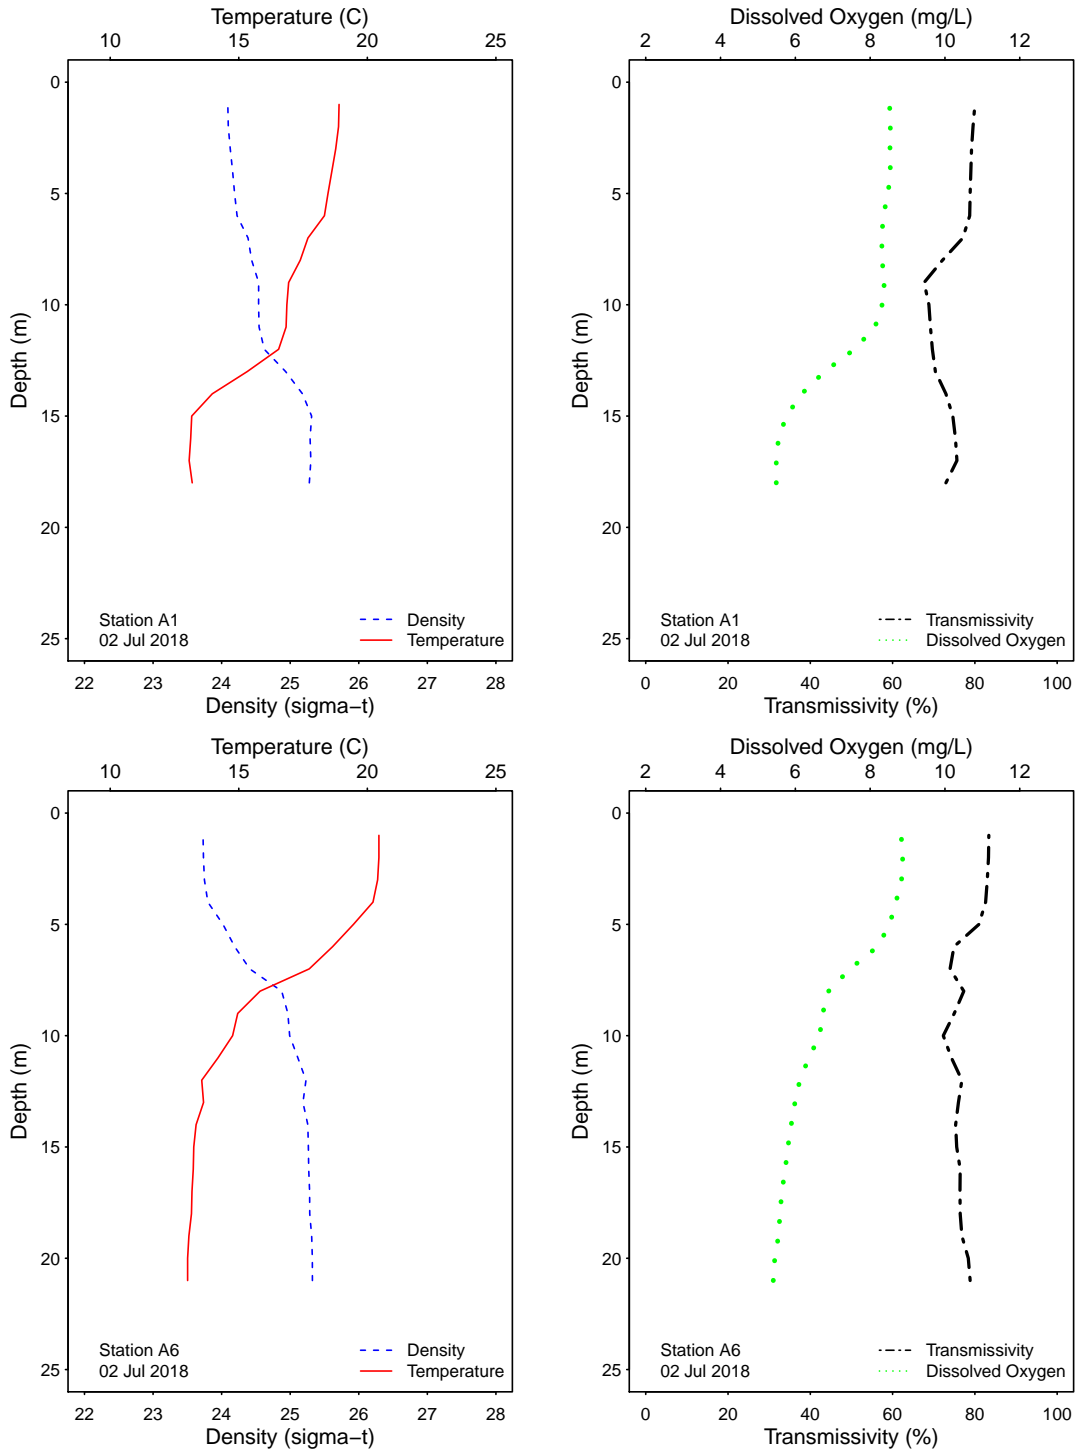 Temperature (C)
10 15 20 25
0
5
10
15
20
25
Depth (m)
Station A1
02 Jul 2018
Density
Temperature
22 23 24 25 26 27 28
Density (sigma−t)
Dissolved Oxygen (mg/L)
2 4 6 8 10 12
0
5
10
15
20
25
Depth (m)
Station A1
02 Jul 2018
Transmissivity
Dissolved Oxygen
0 20 40 60 80 100
Transmissivity (%)
Temperature (C)
10 15 20 25
0
5
10
15
20
25
Depth (m)
Station A6
02 Jul 2018
Density
Temperature
22 23 24 25 26 27 28
Density (sigma−t)
Dissolved Oxygen (mg/L)
2 4 6 8 10 12
0
5
10
15
20
25
Depth (m)
Station A6
02 Jul 2018
Transmissivity
Dissolved Oxygen
0 20 40 60 80 100
Transmissivity (%)